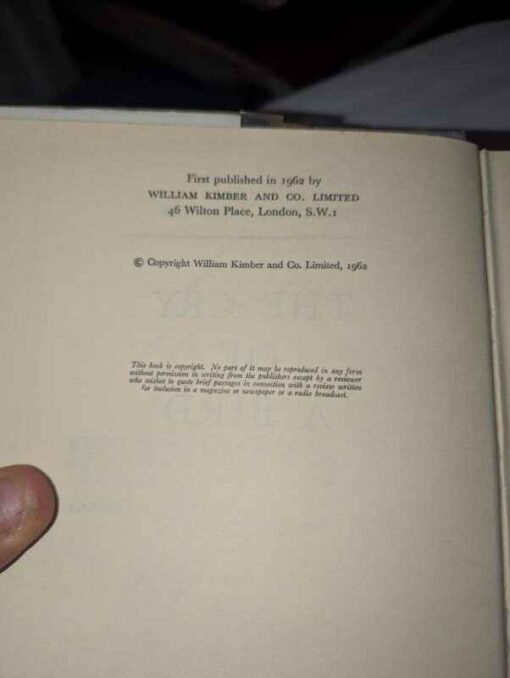 First published in 1962 by
WILLIAM KIMBER AND CO. LIMITED
46 Wilton Place, London, S.W.1
© Copyright William Kimber and Co. Limited, 1962
This book is copyright. No part of it may be reproduced in any form
without permission in writing from the publishers except by a reviewer
who wishes to quote brief passages in connection with a review written
for inclusion in a magazine or newspaper or a radio broadcast.